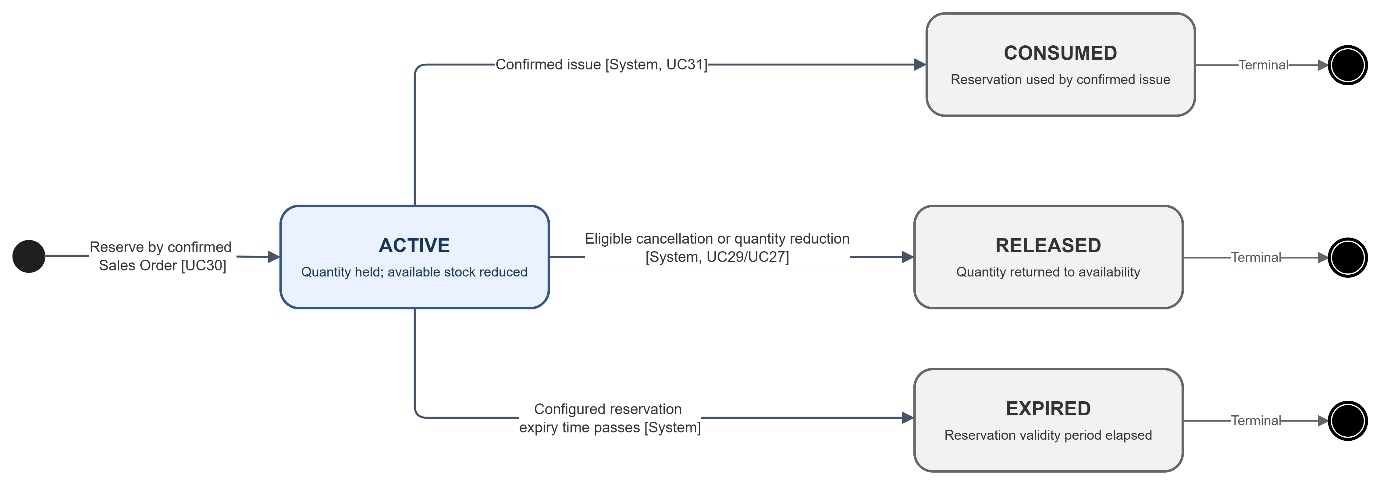 Confirmed issue [System, UC31]
CONSUMED
Reservation used by confirmed issue
Terminal
Reserve by confirmed
Sales Order [UC30]
ACTIVE
Quantity held; available stock reduced
Eligible cancellation or quantity reduction
[System, UC29/UC27]
RELEASED
Quantity returned to availability
Terminal
Configured reservation
expiry time passes [System]
EXPIRED
Reservation validity period elapsed
Terminal